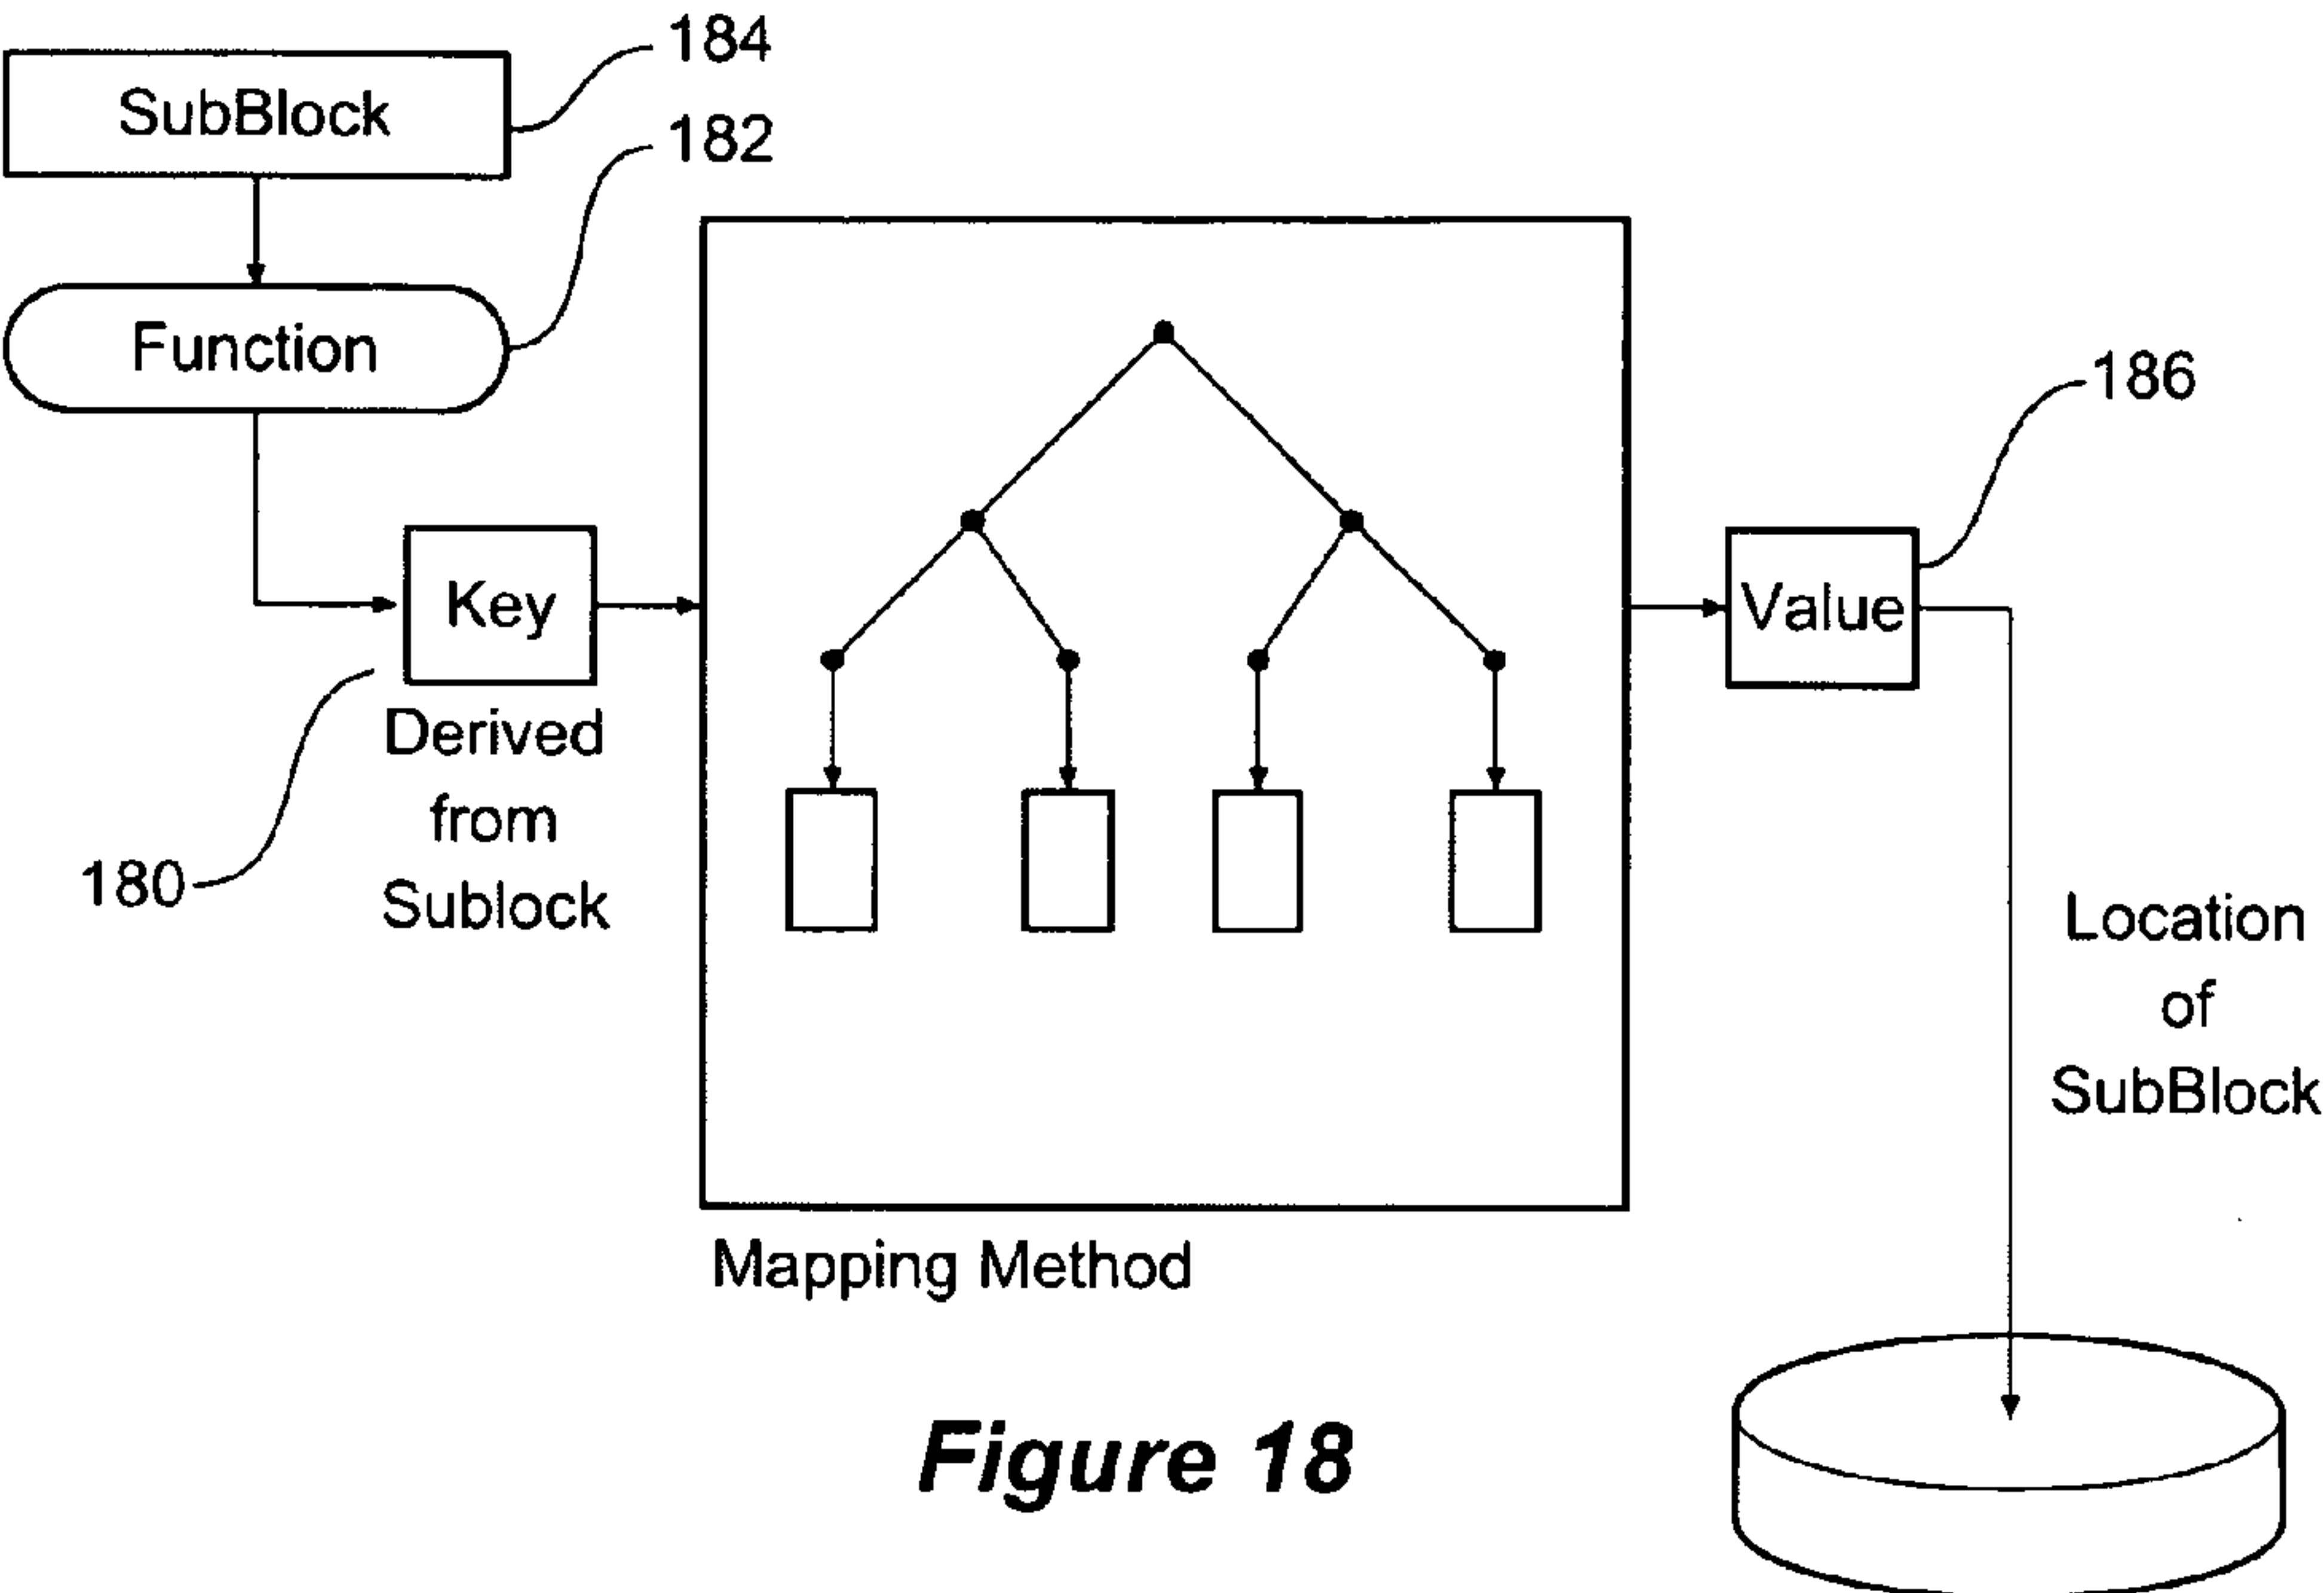 184
SubBlock
182
Function
186
Key
Value
Derived
from
Sublock
180
Location
of
SubBlock
Mapping Method
Figure 18